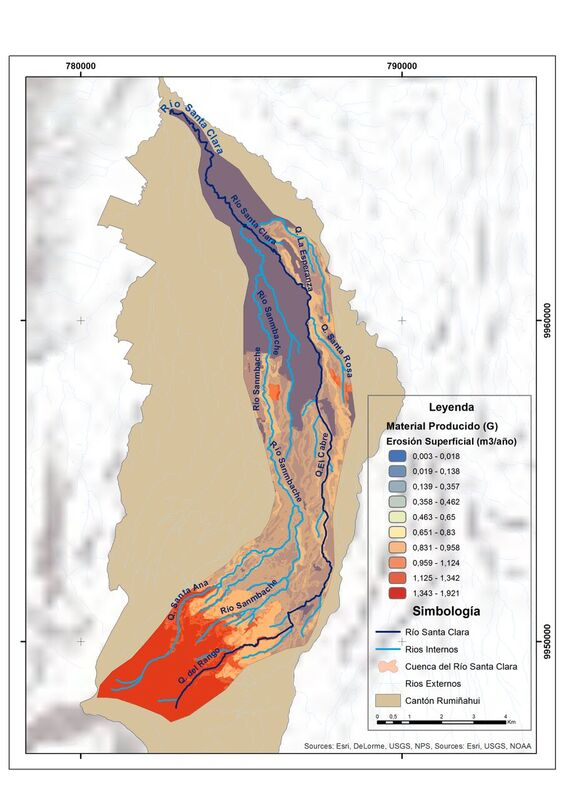 780000
790000
Río Santa Clara
Río Santa Clara
Q. La Esperanza
9960000
Río Sanmbache
Q. Santa Rosa
Río Sanmbache
Q.El Cabre
Río Sanmbache
Q. Santa Ana
Río Sanmbache
Q. del Rango
9950000
Leyenda
Material Producido (G)
Erosión Superficial (m3/año)
0,003 - 0,018
0,019 - 0,138
0,139 - 0,357
0,358 - 0,462
0,463 - 0,65
0,651 - 0,83
0,831 - 0,958
0,959 - 1,124
1,125 - 1,342
1,343 - 1,921
Simbología
Río Santa Clara
Rios Internos
Cuenca del Río Santa Clara
Rios Externos
Cantón Rumiñahui
0 0,5 1 2 3 4
Km
Sources: Esri, DeLorme, USGS, NPS, Sources: Esri, USGS, NOAA